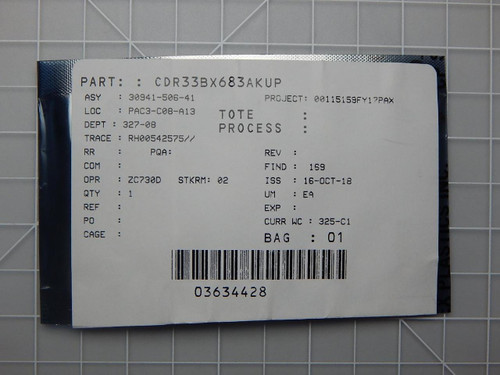 PART: : CDR33BX683AKUP
ASY : 30941-506-41 PROJECT: 00115159FY17PAX
LOC : PAC3-C08-A13 TOTE :
DEPT : 327-08 PROCESS :
TRACE : RH00542575//
RR : PQA: REV :
COM : FIND : 159
OPR : ZC730D STKRM: 02 ISS : 16-OCT-18
QTY : 1 UM : EA
REF : EXP :
PO : CURR WC : 325-C1
CAGE : BAG : 01
03634428